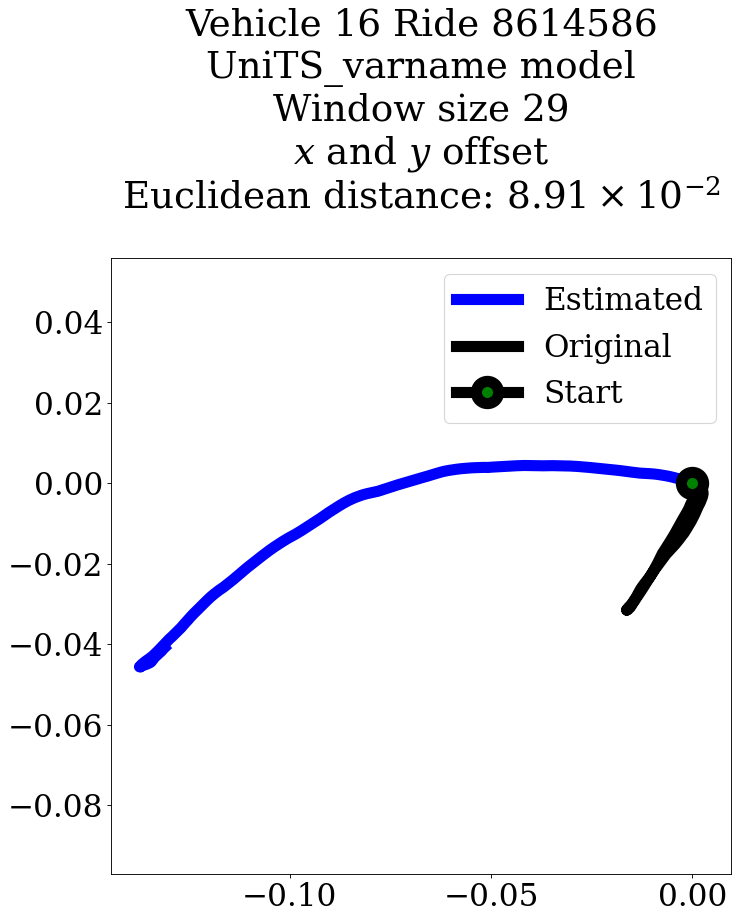 Vehicle 16 Ride 8614586
UniTS_varname model
Window size 29
x and y offset
Euclidean distance: 8.91 × 10⁻²
Estimated
Original
Start
0.04
0.02
0.00
−0.02
−0.04
−0.06
−0.08
−0.10
−0.05
0.00